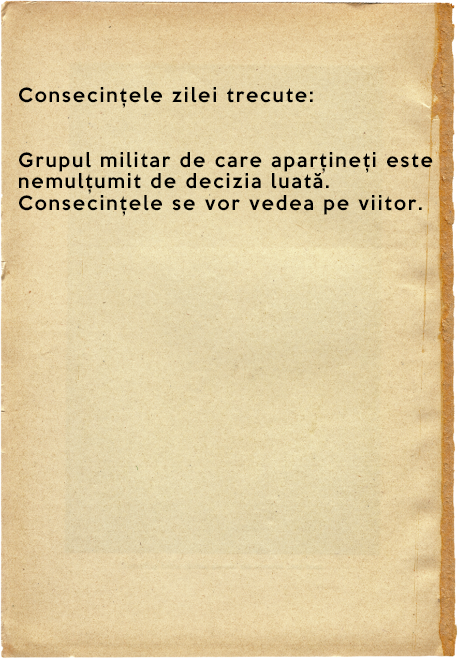 Consecințele zilei trecute:
Grupul militar de care aparțineți este
nemulțumit de decizia luată.
Consecințele se vor vedea pe viitor.